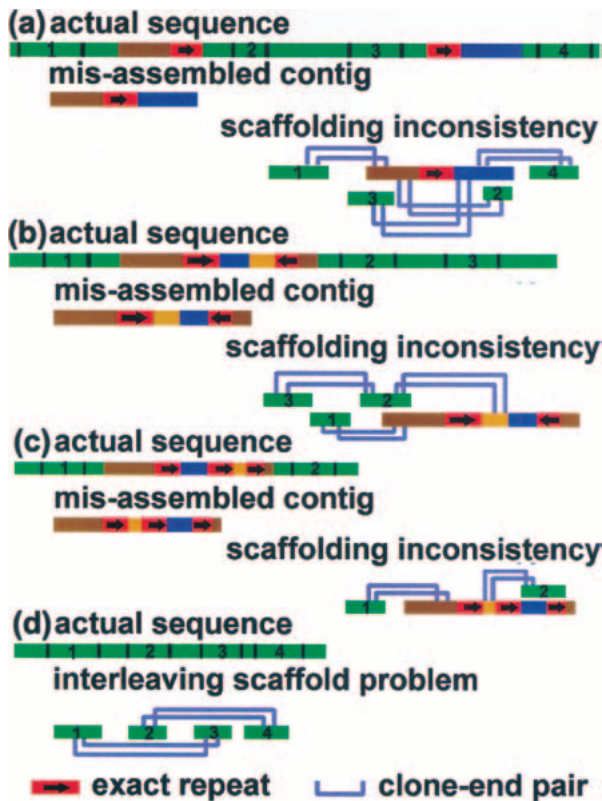 (a) actual sequence
1 2 3 4
mis-assembled contig
scaffolding inconsistency
1 4
3 2
(b) actual sequence
1 2 3
mis-assembled contig
scaffolding inconsistency
3 2
1
(c) actual sequence
1 2
mis-assembled contig
scaffolding inconsistency
2
1
(d) actual sequence
1 2 3 4
interleaving scaffold problem
1 2 3 4
exact repeat clone-end pair